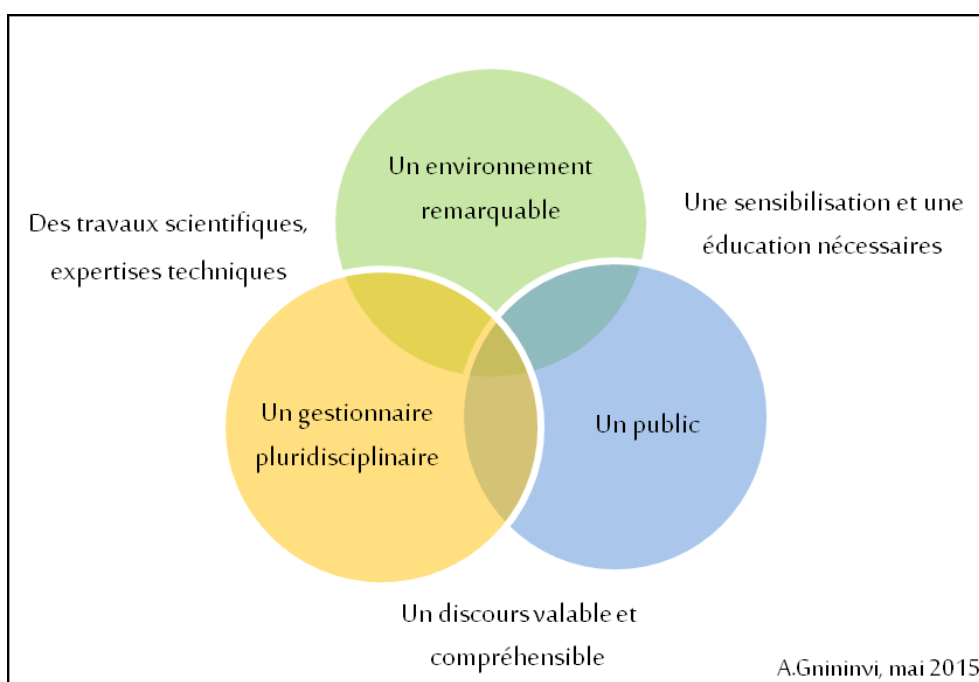 Un environnement
remarquable
Des travaux scientifiques,
expertises techniques
Une sensibilisation et une
éducation nécessaires
Un gestionnaire
pluridisciplinaire
Un public
Un discours valable et
compréhensible
A.Gnininvi, mai 2015